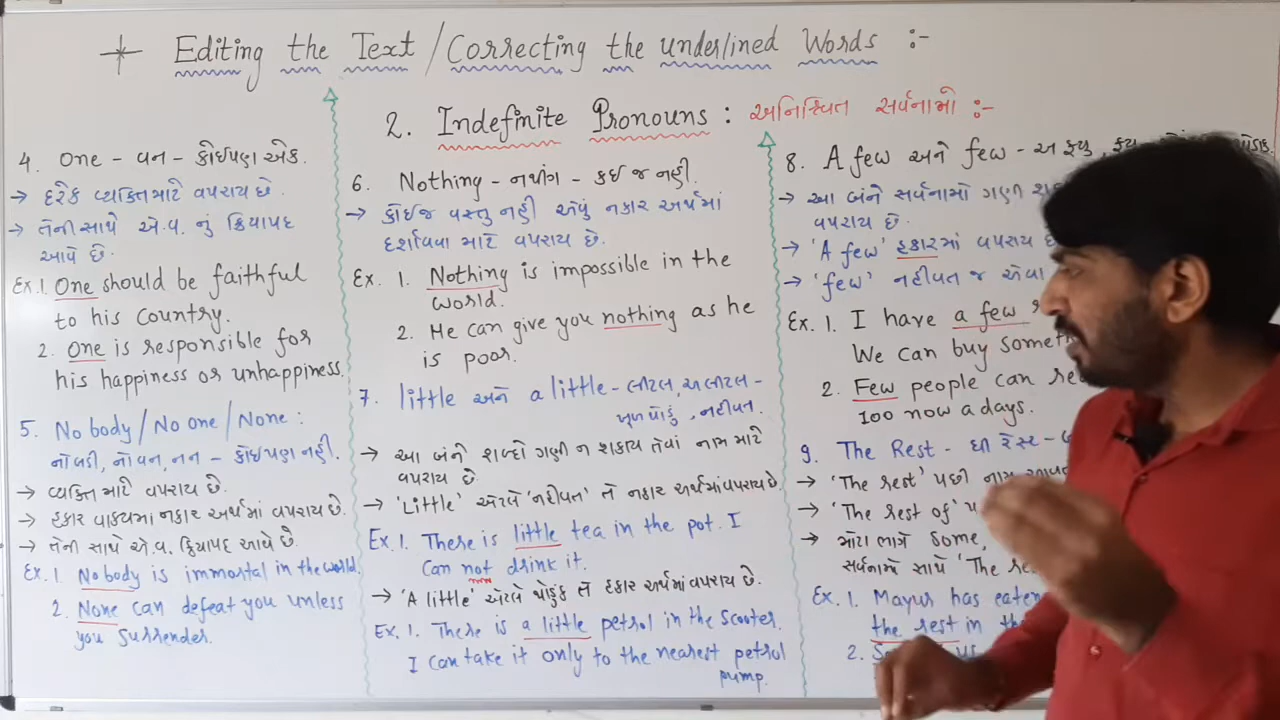 Editing the Text / Correcting the underlined Words :-
2. Indefinite Pronouns : અનિશ્ચિત સર્વનામો :-
4. One - વન - કોઈપણ એક.
→ દરેક વ્યક્તિ માટે વપરાય છે.
→ તેની સાથે એ.વ. નું ક્રિયાપદ
આવે છે.
Ex.1. One should be faithful
to his country.
2. One is responsible for
his happiness or unhappiness.
5. No body / No one / None :
નોબડી, નોવન, નન - કોઈપણ નહી.
→ વ્યક્તિ માટે વપરાય છે.
→ હકાર વાક્યમાં નકાર અર્થમાં વપરાય છે.
→ તેની સાથે એ.વ. ક્રિયાપદ આવે છે.
Ex. 1. No body is immortal in the world.
2. None can defeat you unless
you surrender.
6. Nothing - નથીંગ - કઈ જ નહી.
→ કોઈ જ વસ્તુ નહી એવું નકાર અર્થમાં
દર્શાવવા માટે વપરાય છે.
Ex. 1. Nothing is impossible in the
world.
2. He can give you nothing as he
is poor.
7. little અને a little - લીટલ, અ લીટલ -
ખૂબ થોડું, નહીવત.
→ આ બંને શબ્દો ગણી ન શકાય તેવાં નામ માટે
વપરાય છે.
→ 'Little' એટલે 'નહીવત' તે નકાર અર્થમાં વપરાય છે.
Ex. 1. There is little tea in the pot. I
can not drink it.
→ 'A little' એટલે થોડુંક તે હકાર અર્થમાં વપરાય છે.
Ex. 1. There is a little petrol in the scooter.
I can take it only to the nearest petrol
pump.
8. A few અને few - અ ફ્યુ, ફ્યુ -
→ આ બંને સર્વનામો ગણી
વપરાય છે.
→ 'A few' હકારમાં વપરાય
→ 'few' નહીવત જ એવા
Ex. 1. I have a few
We can buy
2. Few people can
100 now a days.
9. The Rest - ધી રેસ્ટ -
→ 'The rest' પછી નામ
→ 'The rest of'
→ મોટા ભાગે Some,
સર્વનામો સાથે 'The
Ex. 1. Mayur has eaten
the rest in
2.